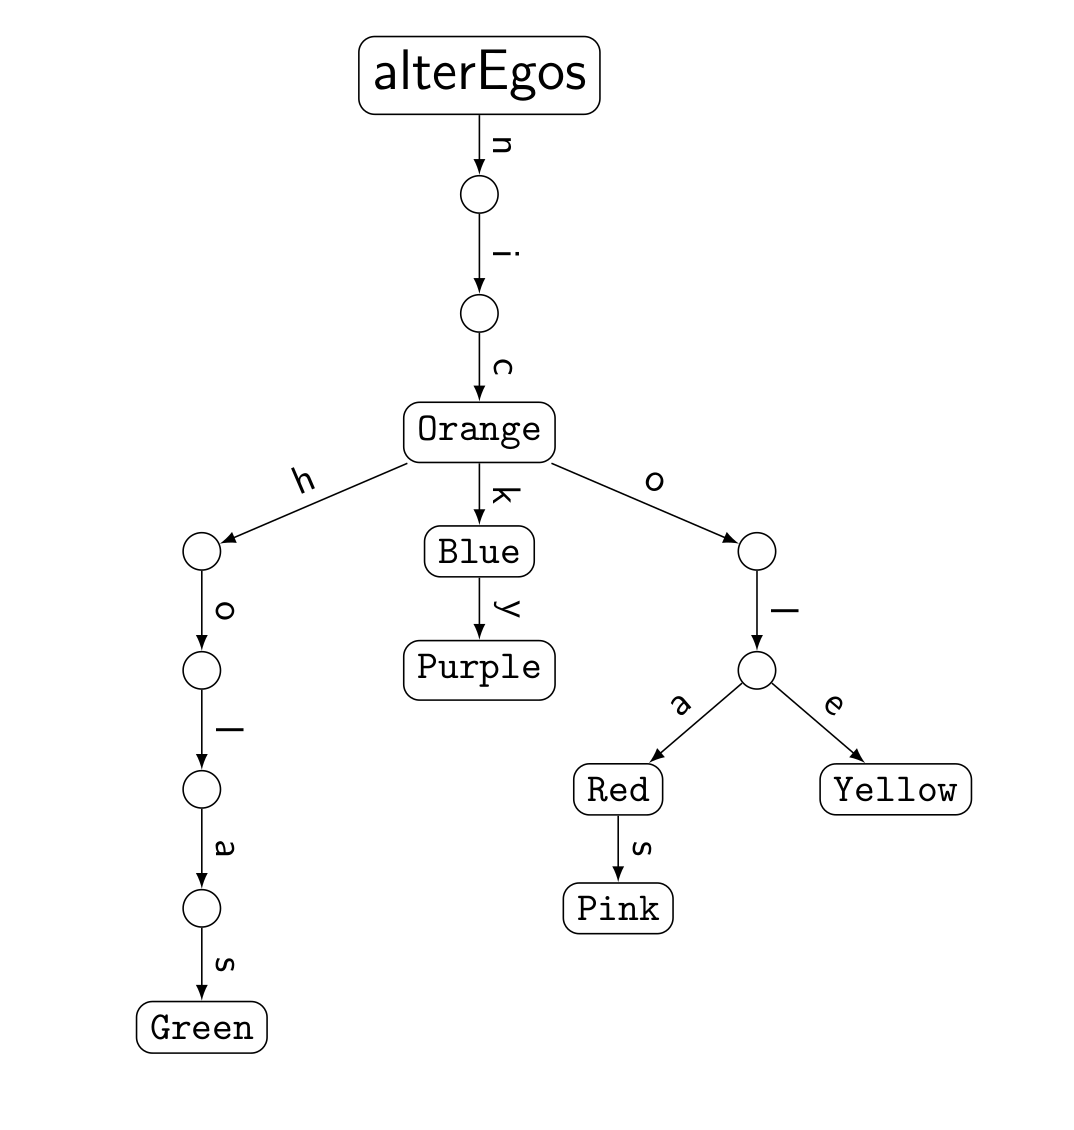 alterEgos
n
i
c
Orange
h
k
o
Blue
o
y
l
Purple
l
a
e
Red
Yellow
a
s
Pink
s
Green